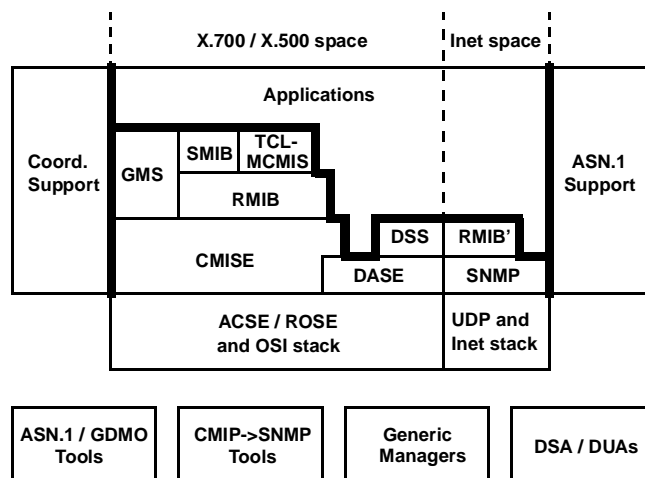 X.700 / X.500 space
Inet space
Applications
Coord.
Support
GMS
SMIB
TCL-
MCMIS
RMIB
ASN.1
Support
DSS
RMIB’
CMISE
DASE
SNMP
ACSE / ROSE
and OSI stack
UDP and
Inet stack
ASN.1 / GDMO
Tools
CMIP->SNMP
Tools
Generic
Managers
DSA / DUAs